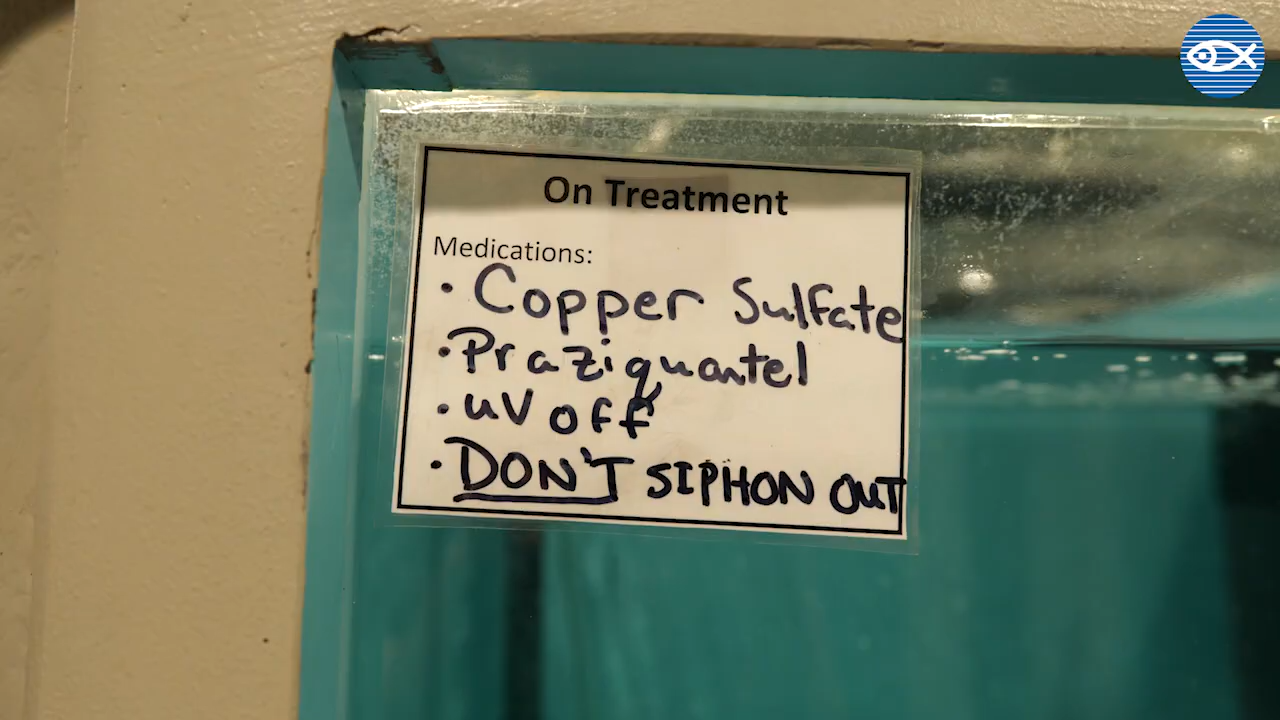 On Treatment
Medications:
• Copper Sulfate
• Praziquantel
• UV off
• DON'T SIPHON OUT